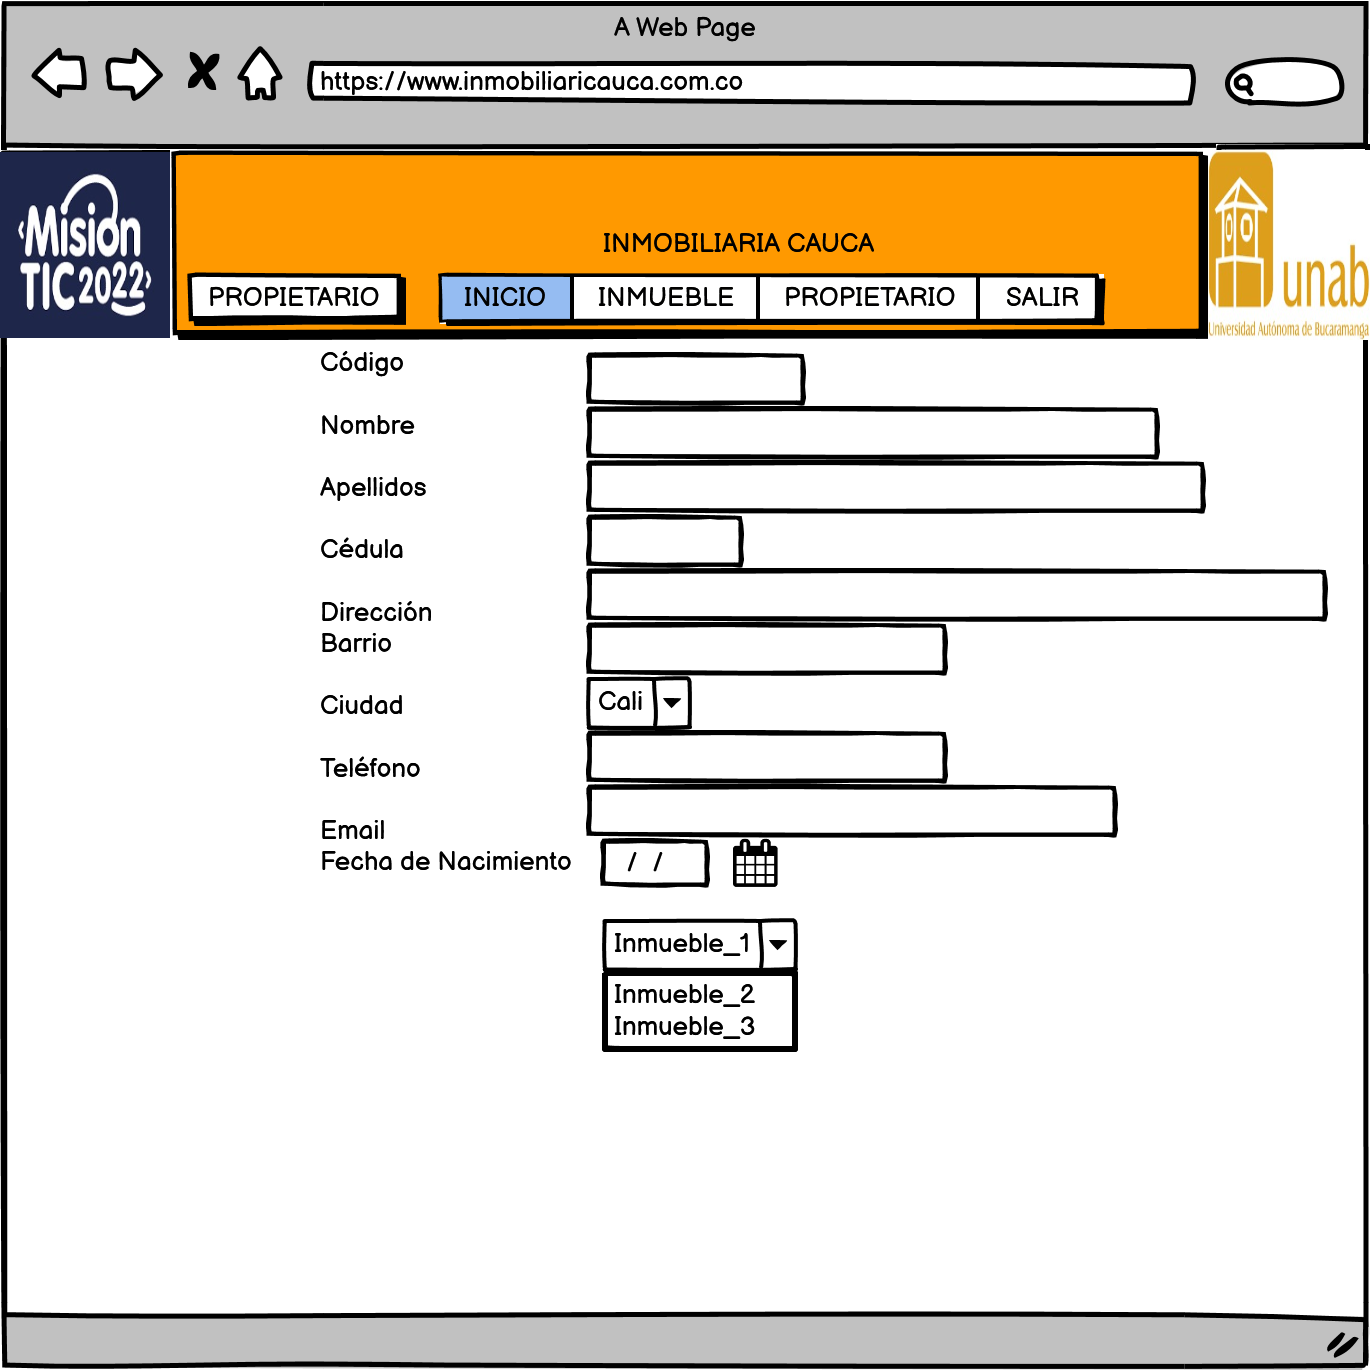 A Web Page
https://www.inmobiliaricauca.com.co
‹Misión
TIC 2022›
INMOBILIARIA CAUCA
PROPIETARIO
INICIO INMUEBLE PROPIETARIO SALIR
unab
Universidad Autónoma de Bucaramanga
Código
Nombre
Apellidos
Cédula
Dirección
Barrio
Ciudad
Cali
Teléfono
Email
Fecha de Nacimiento
/ /
Inmueble_1
Inmueble_2
Inmueble_3